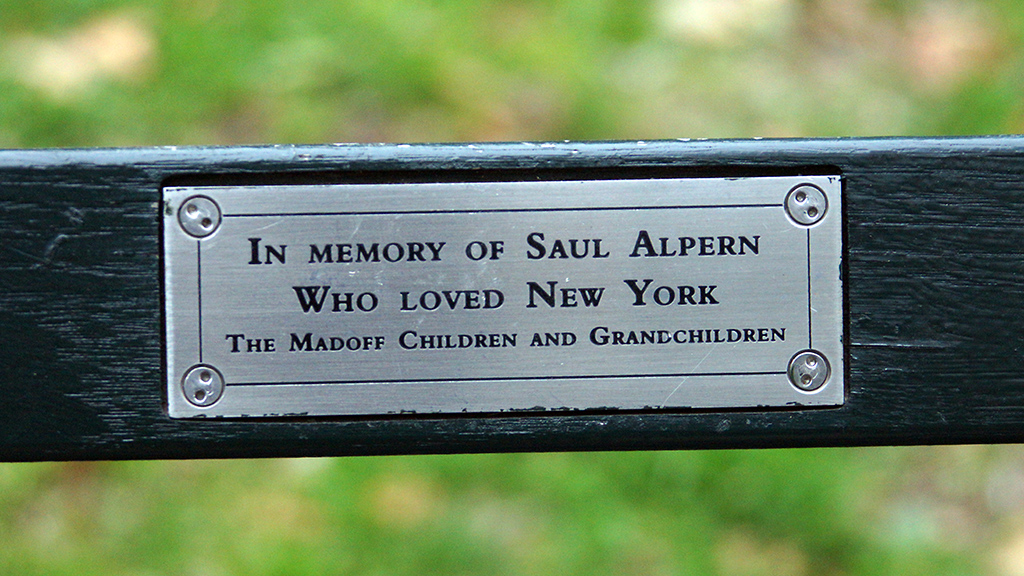 In memory of Saul Alpern
Who loved New York
The Madoff Children and Grandchildren